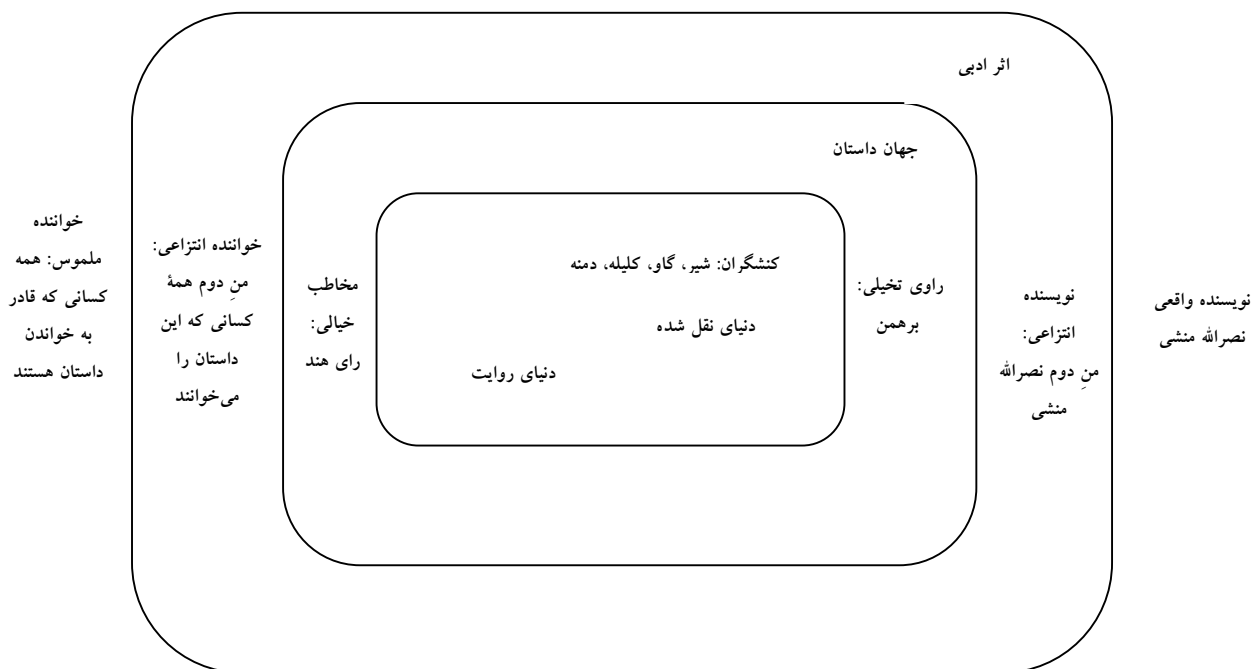 اثر ادبی
جهان داستان
نویسنده واقعی
نصرالله منشی
نویسنده
انتزاعی:
منِ دوم نصرالله
منشی
راوی تخیلی:
برهمن
کنشگران: شیر، گاو، کلیله، دمنه
دنیای نقل شده
دنیای روایت
مخاطب
خیالی:
رای هند
خواننده انتزاعی:
منِ دوم همۀ
کسانی که این
داستان را
می‌خوانند
خواننده
ملموس: همه
کسانی که قادر
به خواندن
داستان هستند